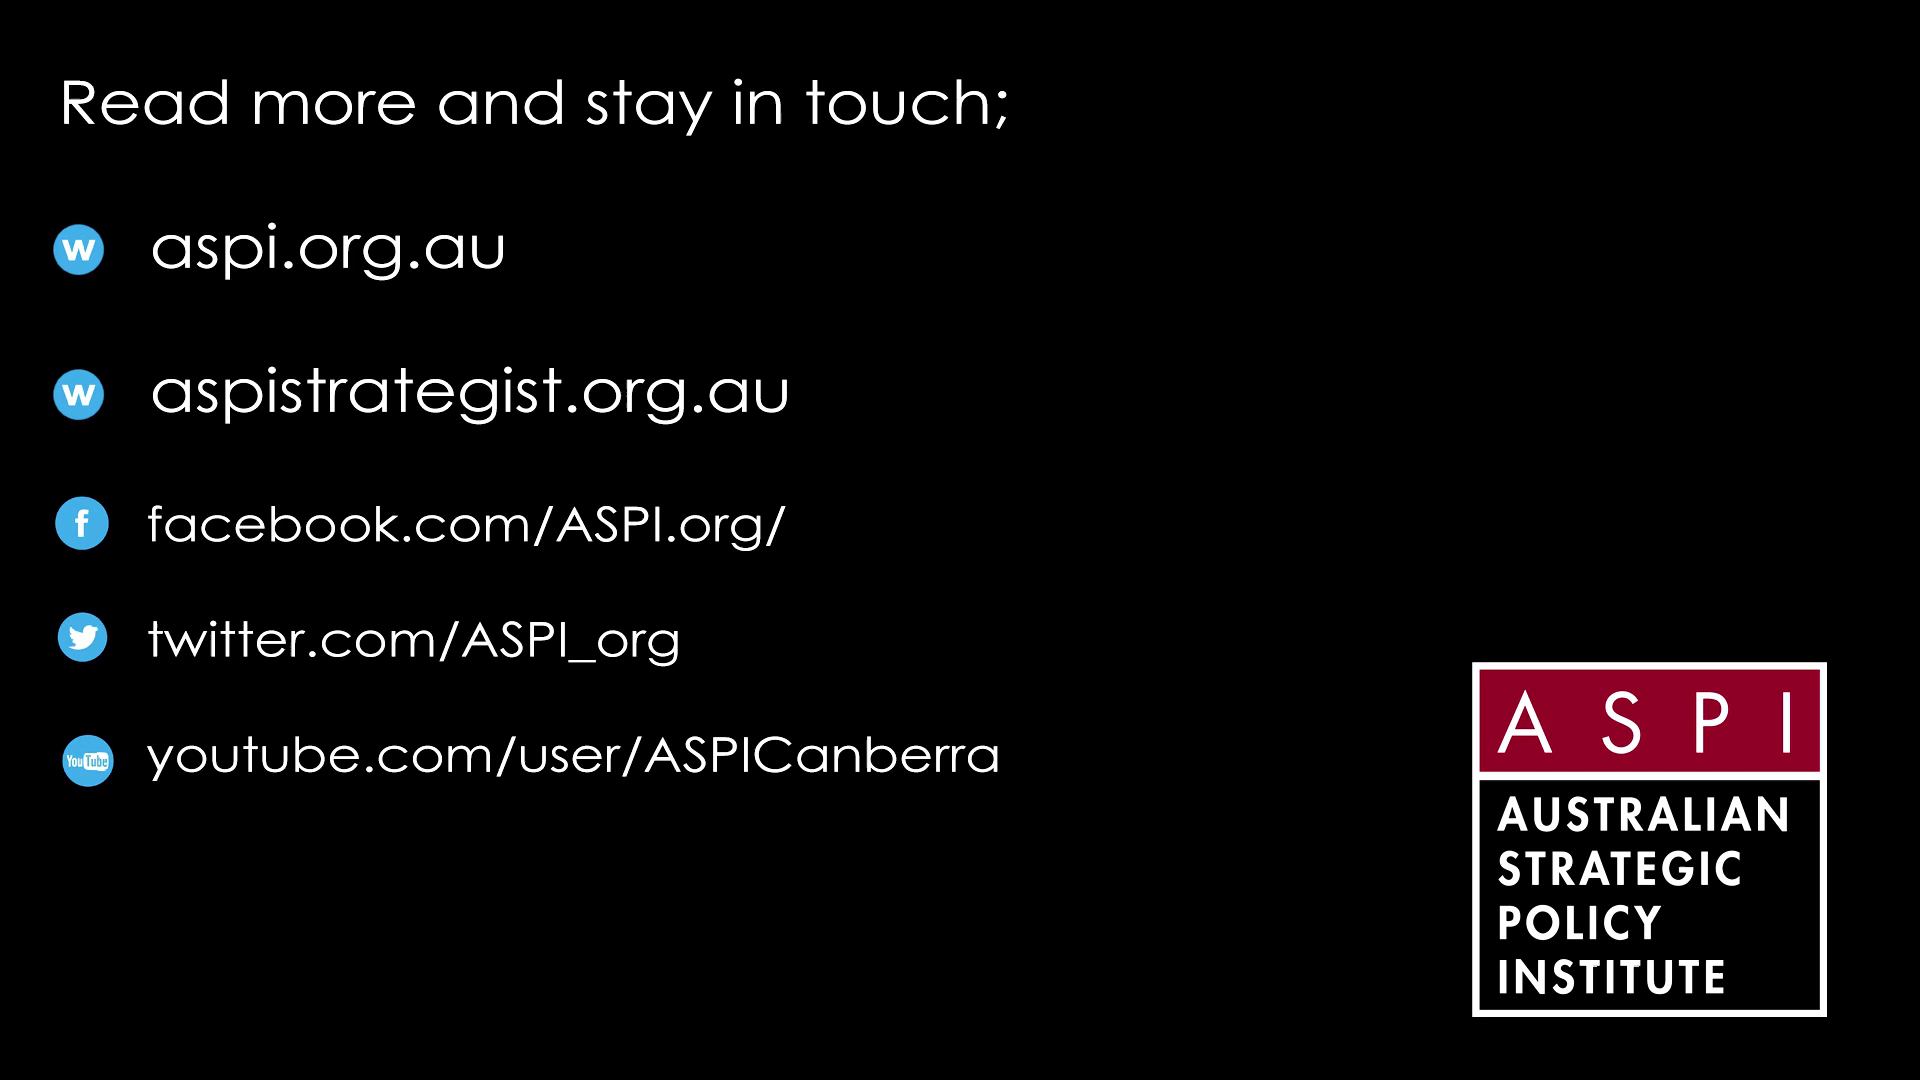 Read more and stay in touch;
w aspi.org.au
w aspistrategist.org.au
f facebook.com/ASPI.org/
twitter.com/ASPI_org
YouTube youtube.com/user/ASPICanberra
A S P I
AUSTRALIAN
STRATEGIC
POLICY
INSTITUTE